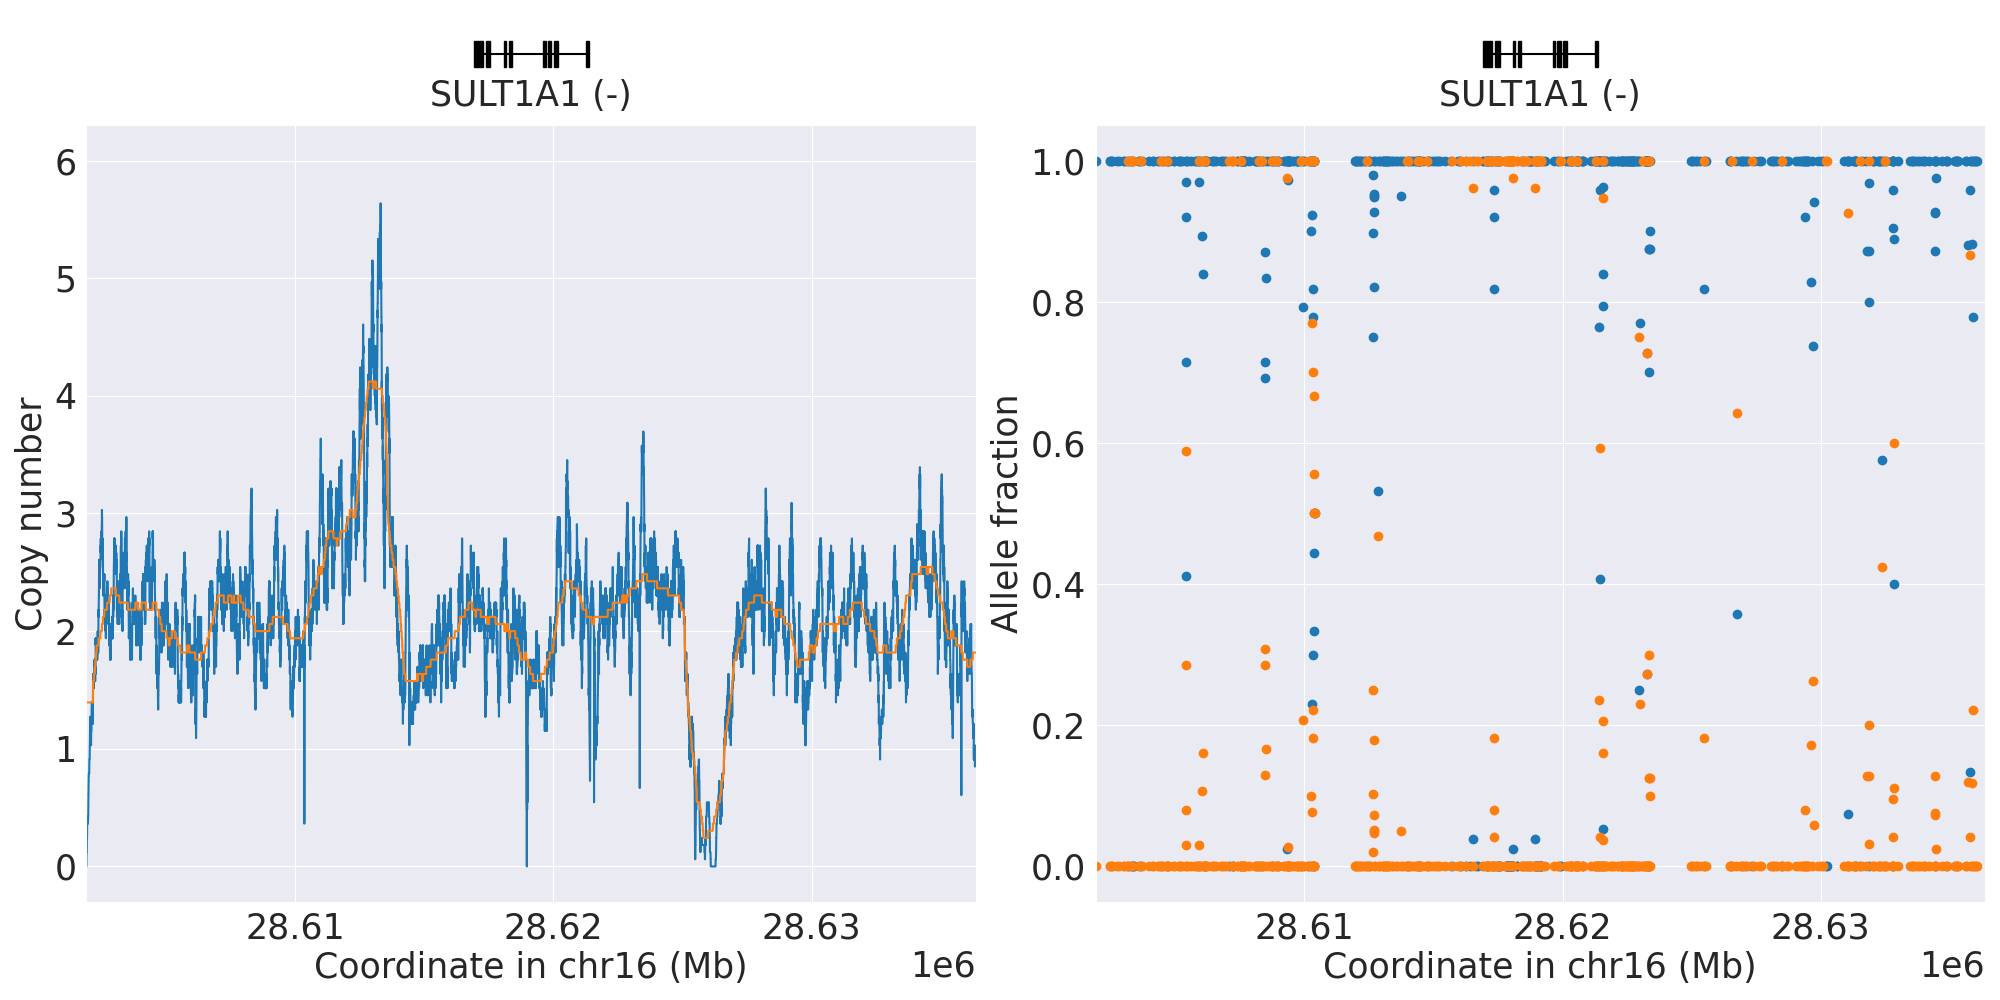 SULT1A1 (-)
Copy number
6
5
4
3
2
1
0
28.61
28.62
28.63
Coordinate in chr16 (Mb)
1e6
SULT1A1 (-)
Allele fraction
1.0
0.8
0.6
0.4
0.2
0.0
28.61
28.62
28.63
Coordinate in chr16 (Mb)
1e6